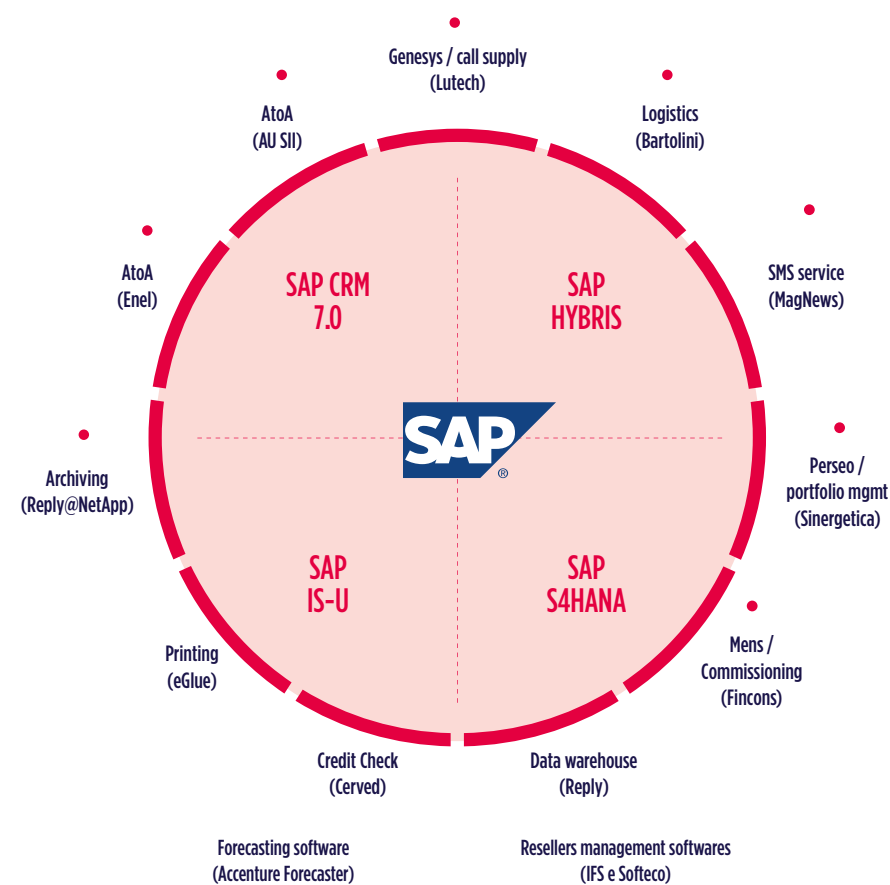 Genesys / call supply
(Lutech)
AtoA
(AU SII)
Logistics
(Bartolini)
AtoA
(Enel)
SMS service
(MagNews)
SAP CRM
7.0
SAP
HYBRIS
SAP
®
Archiving
(Reply@NetApp)
Perseo /
portfolio mgmt
(Sinergetica)
SAP
IS-U
SAP
S4HANA
Printing
(eGlue)
Mens /
Commissioning
(Fincons)
Credit Check
(Cerved)
Data warehouse
(Reply)
Forecasting software
(Accenture Forecaster)
Resellers management softwares
(IFS e Softeco)